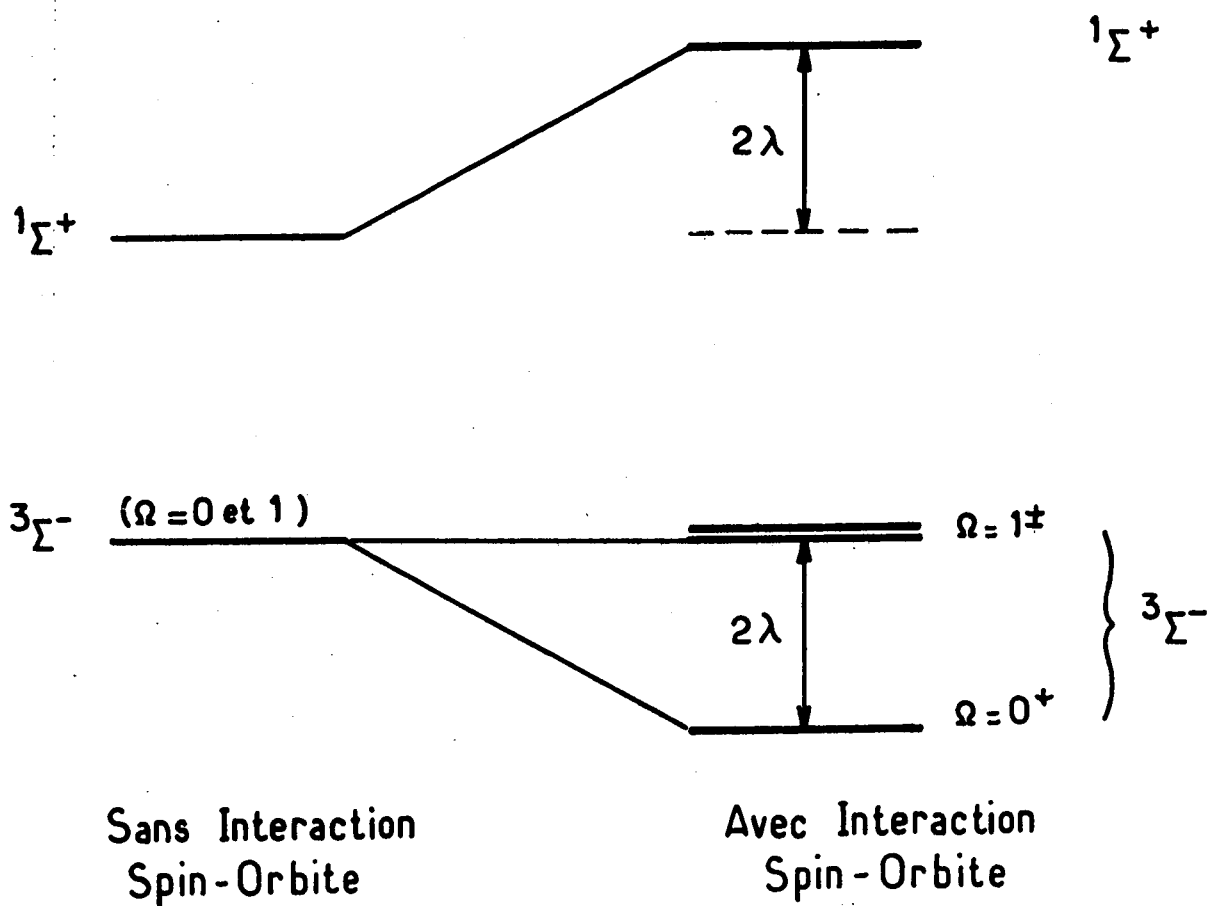 ¹Σ⁺
2λ
¹Σ⁺
³Σ⁻ (Ω=0 et 1)
Ω=1±
2λ
³Σ⁻
Ω=0⁺
Sans Interaction
Spin-Orbite
Avec Interaction
Spin-Orbite